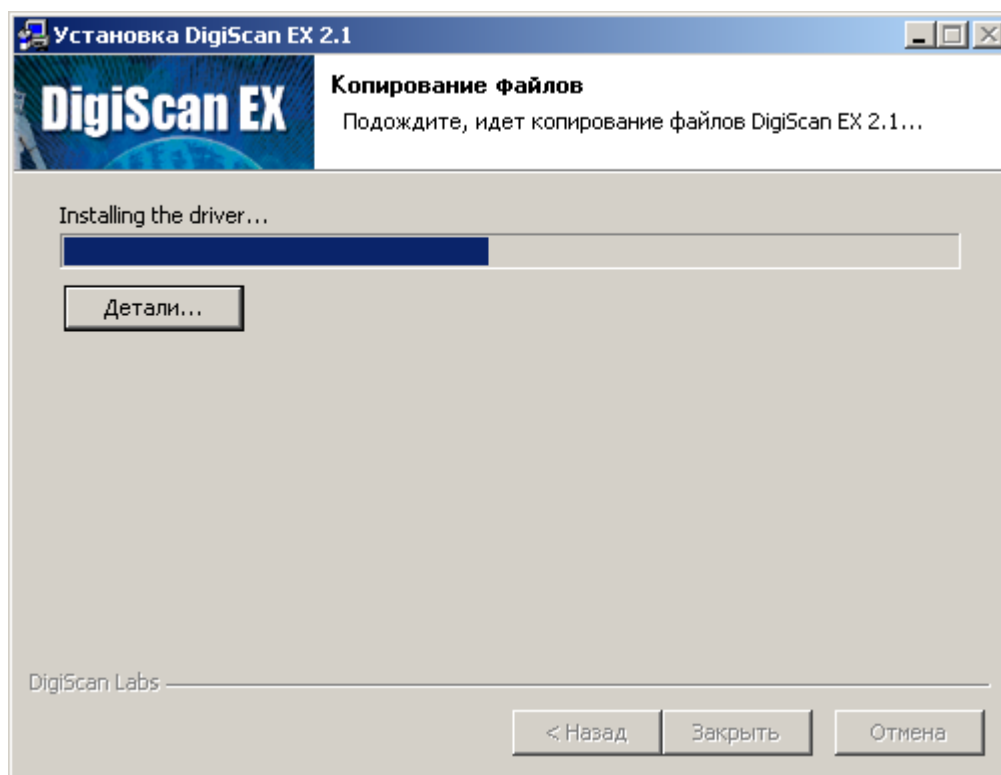 Установка DigiScan EX 2.1
DigiScan EX
Копирование файлов
Подождите, идет копирование файлов DigiScan EX 2.1...
Installing the driver...
Детали...
DigiScan Labs
< Назад
Закрыть
Отмена